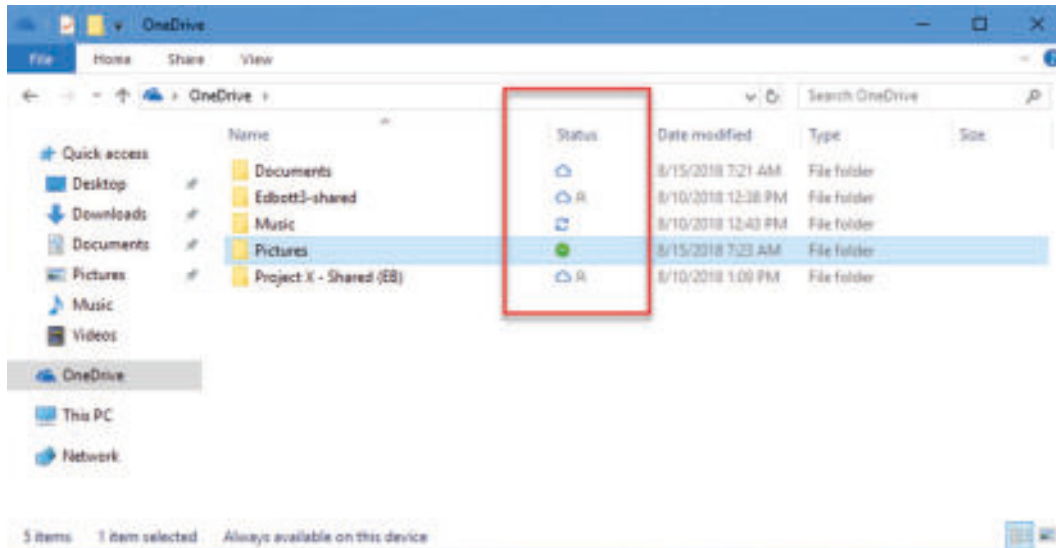 OneDrive
File Home Share View
OneDrive
Search OneDrive
Name Status Date modified Type Size
Quick access
Desktop
Downloads
Documents
Pictures
Music
Videos
OneDrive
This PC
Network
Documents 8/15/2018 7:21 AM File folder
Edbott3-shared 8/10/2018 12:38 PM File folder
Music 8/10/2018 12:43 PM File folder
Pictures 8/15/2018 7:23 AM File folder
Project X - Shared (EB) 8/10/2018 1:09 PM File folder
5 items 1 item selected Always available on this device